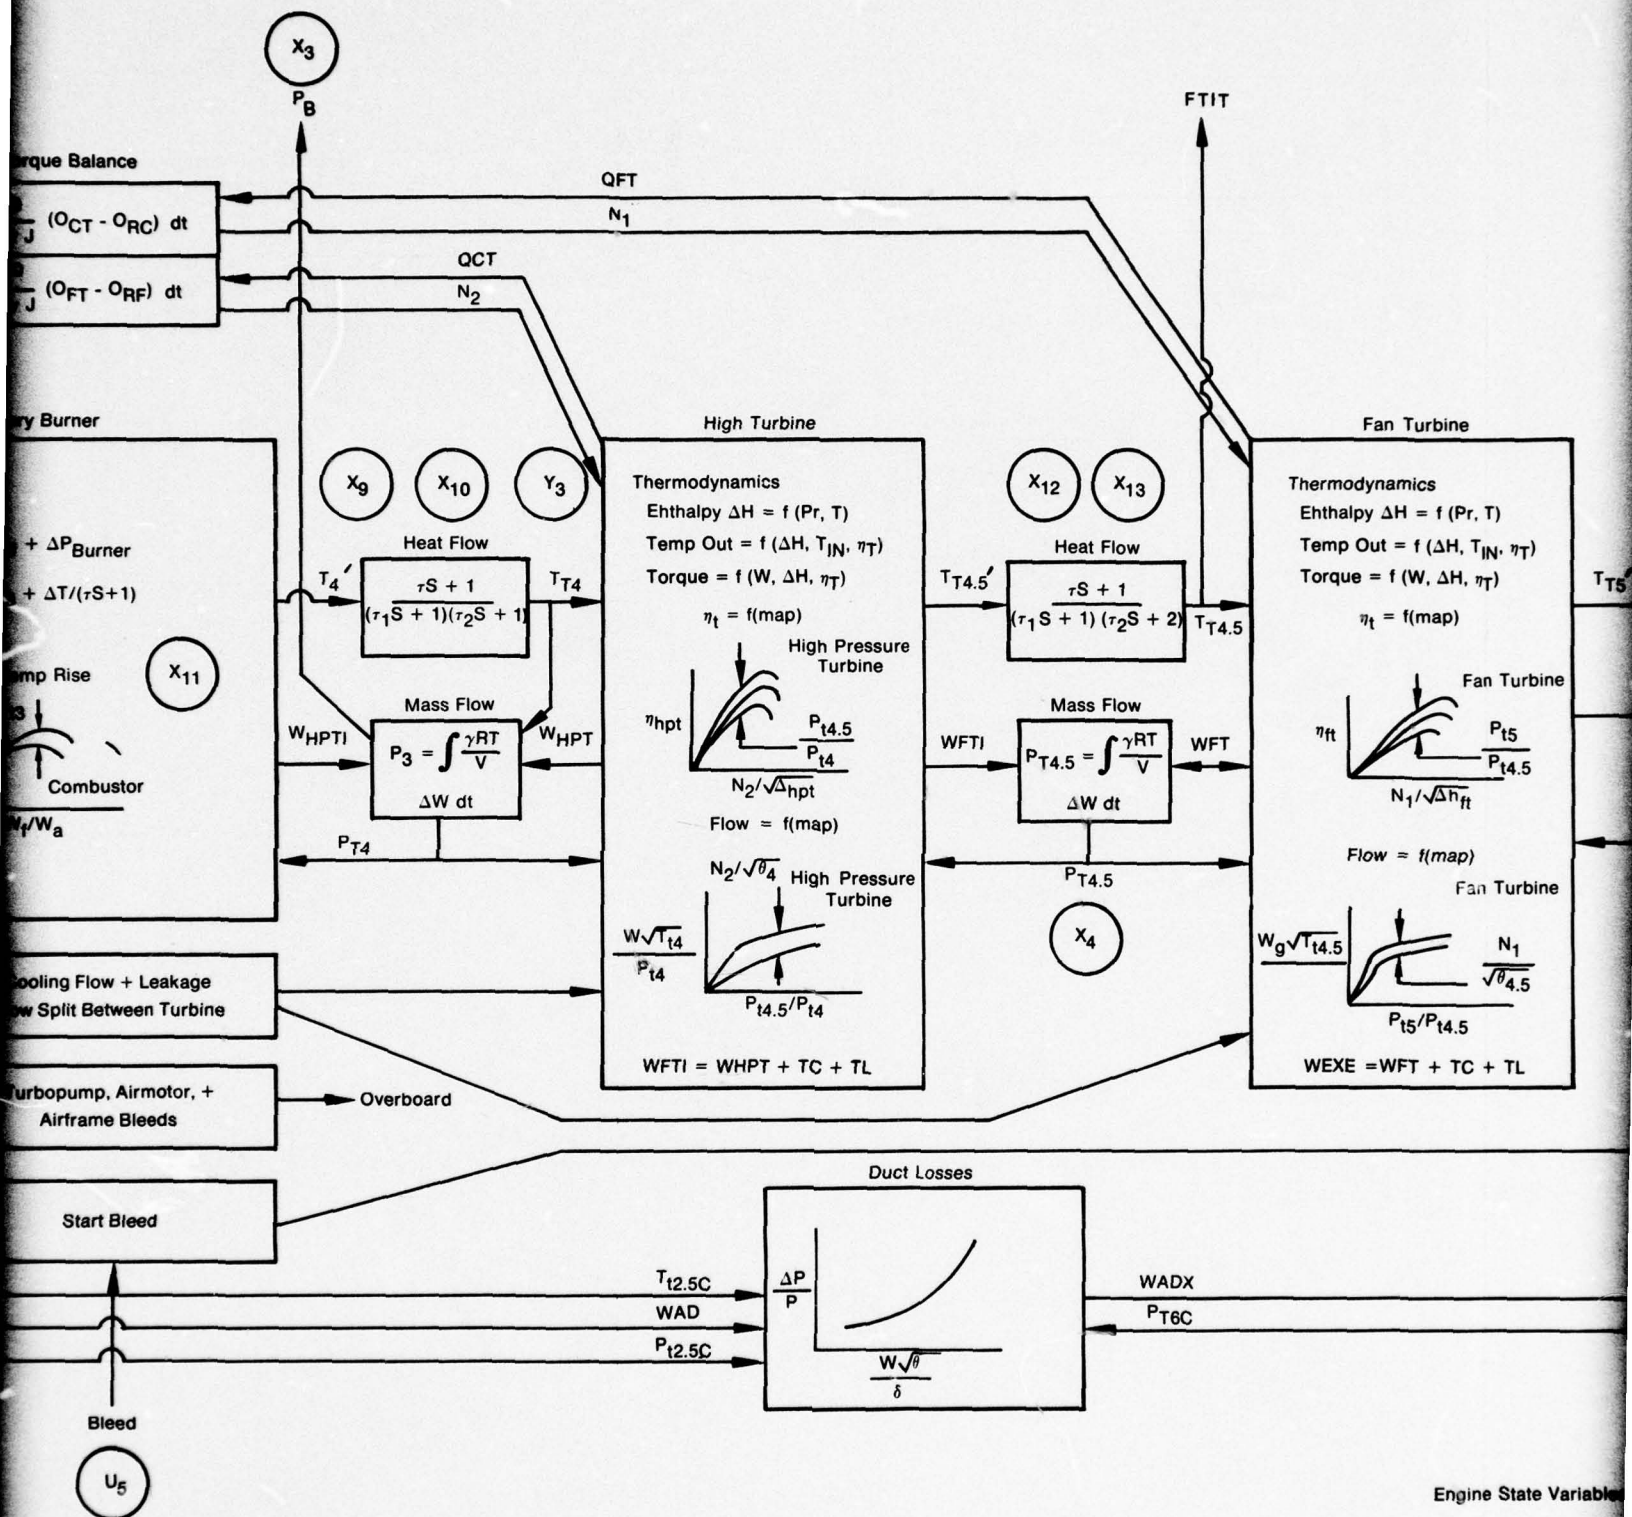 X3
PB
FTIT
rque Balance
QFT
N1
J (OCT - ORC) dt
QCT
N2
J (OFT - ORF) dt
ry Burner
High Turbine
Fan Turbine
X9
X10
Y3
X12
X13
+ ΔPBurner
+ ΔT/(τS+1)
X11
mp Rise
3
Combustor
Wf/Wa
T4′
Heat Flow
τS + 1
(τ1S + 1)(τ2S + 1)
TT4
WHPTI
Mass Flow
P3 = ∫ γRT
V
ΔW dt
WHPT
PT4
Thermodynamics
Ehthalpy ΔH = f (Pr, T)
Temp Out = f (ΔH, TIN, ηT)
Torque = f (W, ΔH, ηT)
ηt = f(map)
High Pressure
Turbine
ηhpt
Pt4.5
Pt4
N2/√Δhpt
Flow = f(map)
N2/√θ4
High Pressure
Turbine
W√Tt4
Pt4
Pt4.5/Pt4
WFTI = WHPT + TC + TL
TT4.5′
Heat Flow
τS + 1
(τ1S + 1) (τ2S + 2)
TT4.5
WFTI
Mass Flow
PT4.5 = ∫ γRT
V
ΔW dt
WFT
PT4.5
X4
Thermodynamics
Ehthalpy ΔH = f (Pr, T)
Temp Out = f (ΔH, TIN, ηT)
Torque = f (W, ΔH, ηT)
ηt = f(map)
Fan Turbine
ηft
Pt5
Pt4.5
N1/√Δhft
Flow = f(map)
Fan Turbine
Wg√Tt4.5
N1
√θ4.5
Pt5/Pt4.5
WEXE =WFT + TC + TL
TT5′
ooling Flow + Leakage
ow Split Between Turbine
urbopump, Airmotor, +
Airframe Bleeds
Overboard
Start Bleed
Duct Losses
Tt2.5C
WAD
Pt2.5C
ΔP
P
W√θ
δ
WADX
PT6C
Bleed
U5
Engine State Variable